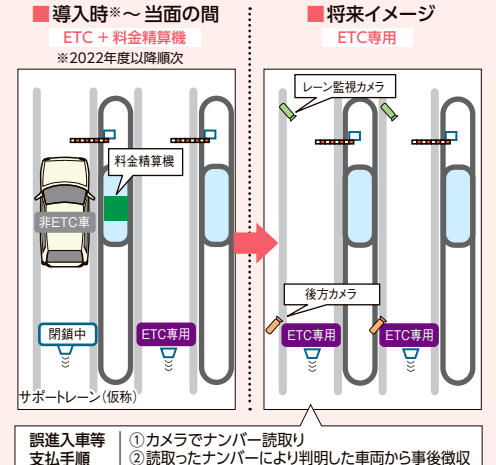 ■導入時※～当面の間
ETC + 料金精算機
※2022年度以降順次
料金精算機
非ETC車
閉鎖中
ETC専用
サポートレーン(仮称)
■将来イメージ
ETC専用
レーン監視カメラ
後方カメラ
ETC専用
ETC専用
誤進入車等
支払手順
①カメラでナンバー読取り
②読取ったナンバーにより判明した車両から事後徴収